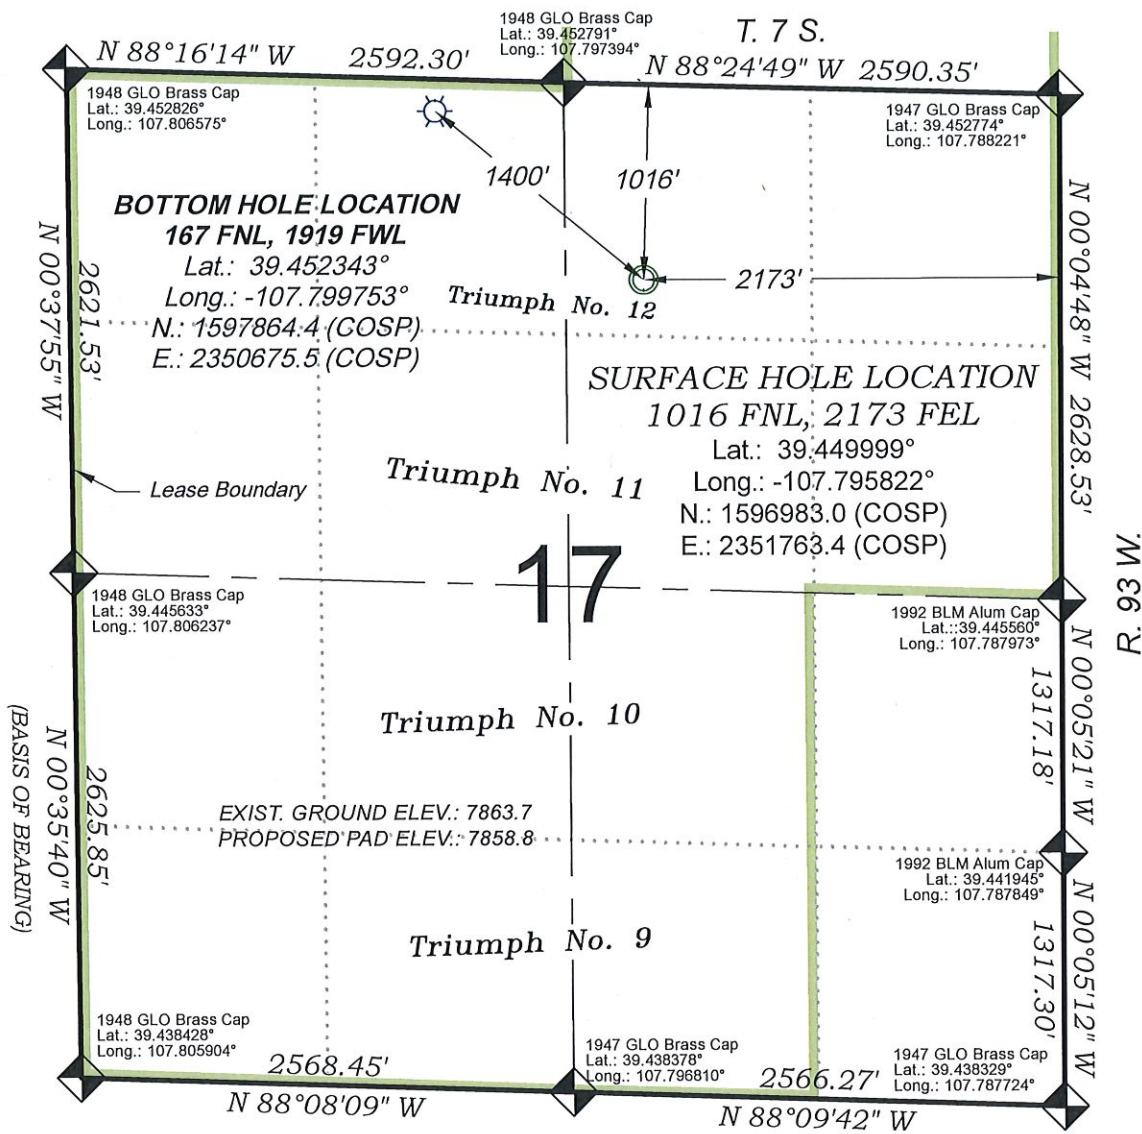 1948 GLO Brass Cap
Lat.: 39.452791°
Long.: 107.797394°
T. 7 S.
N 88°16'14" W 2592.30'
N 88°24'49" W 2590.35'
1948 GLO Brass Cap
Lat.: 39.452826°
Long.: 107.806575°
1947 GLO Brass Cap
Lat.: 39.452774°
Long.: 107.788221°
1400'
1016'
2173'
BOTTOM HOLE LOCATION
167 FNL, 1919 FWL
Lat.: 39.452343°
Long.: -107.799753°
N.: 1597864.4 (COSP)
E.: 2350675.5 (COSP)
N 00°37'55" W
2621.53'
Triumph No. 12
N 00°04'48" W 2628.53'
SURFACE HOLE LOCATION
1016 FNL, 2173 FEL
Lat.: 39.449999°
Long.: -107.795822°
N.: 1596983.0 (COSP)
E.: 2351763.4 (COSP)
Lease Boundary
Triumph No. 11
17
R. 93 W.
1948 GLO Brass Cap
Lat.: 39.445633°
Long.: 107.806237°
1992 BLM Alum Cap
Lat.::39.445560°
Long.: 107.787973°
N 00°05'21" W
1317.18'
Triumph No. 10
(BASIS OF BEARING)
N 00°35'40" W
2625.85'
EXIST. GROUND ELEV.: 7863.7
PROPOSED PAD ELEV.: 7858.8
1992 BLM Alum Cap
Lat.: 39.441945°
Long.: 107.787849°
N 00°05'12" W
1317.30'
Triumph No. 9
1948 GLO Brass Cap
Lat.: 39.438428°
Long.: 107.805904°
2568.45'
N 88°08'09" W
1947 GLO Brass Cap
Lat.: 39.438378°
Long.: 107.796810°
2566.27'
N 88°09'42" W
1947 GLO Brass Cap
Lat.: 39.438329°
Long.: 107.787724°